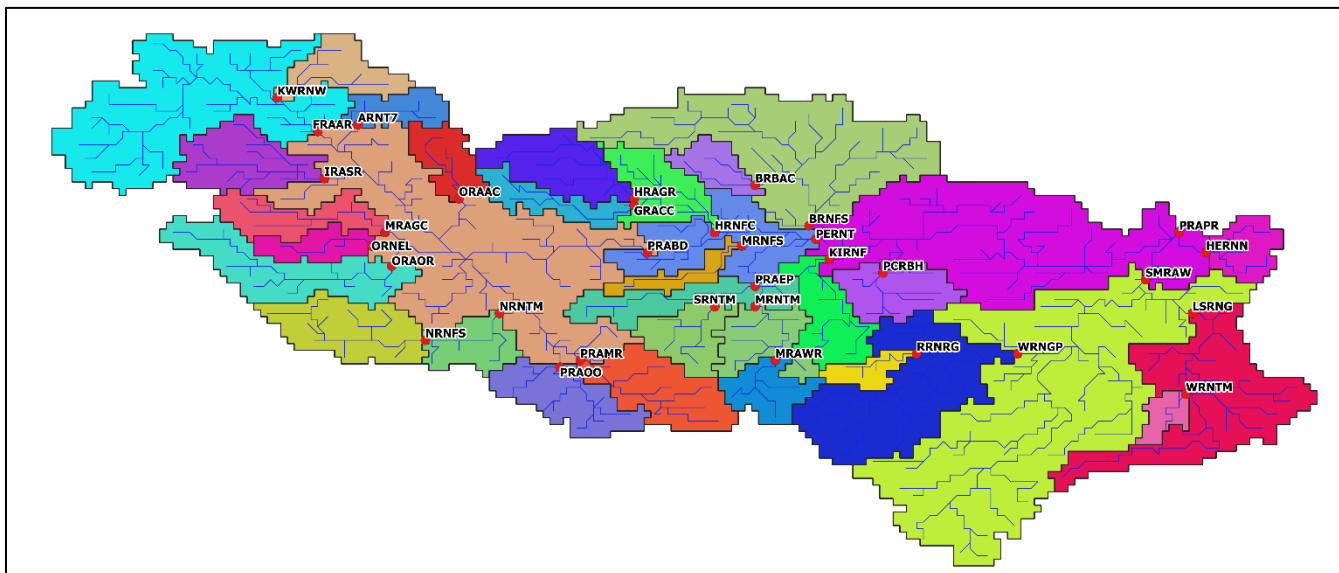 KWRNW
ARNT7
FRAAR
IRASR
ORAAC
BRBAC
HRAGR
GRACC
MRAGC
HRNFC
BRNFS
PRAPR
ORNEL
PRABD
MRNFS
PERNT
HERNN
ORAOR
KIRNF
PCRBH
PRAEP
SMRAW
NRNTM
SRNTM
MRNTM
LSRNG
NRNFS
PRAMR
MRAWR
RRNRG
WRNGP
PRAOO
WRNTM